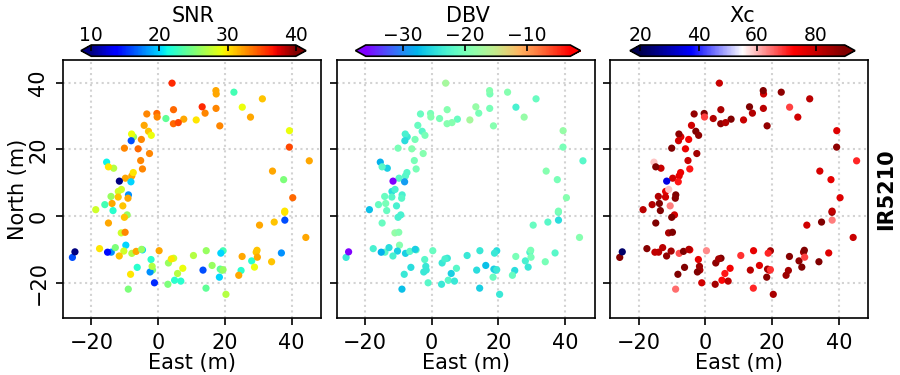 SNR DBV Xc
10 20 30 40 −30 −20 −10 20 40 60 80
40
20
0
−20
North (m)
IR5210
−20 0 20 40 −20 0 20 40 −20 0 20 40
East (m) East (m) East (m)